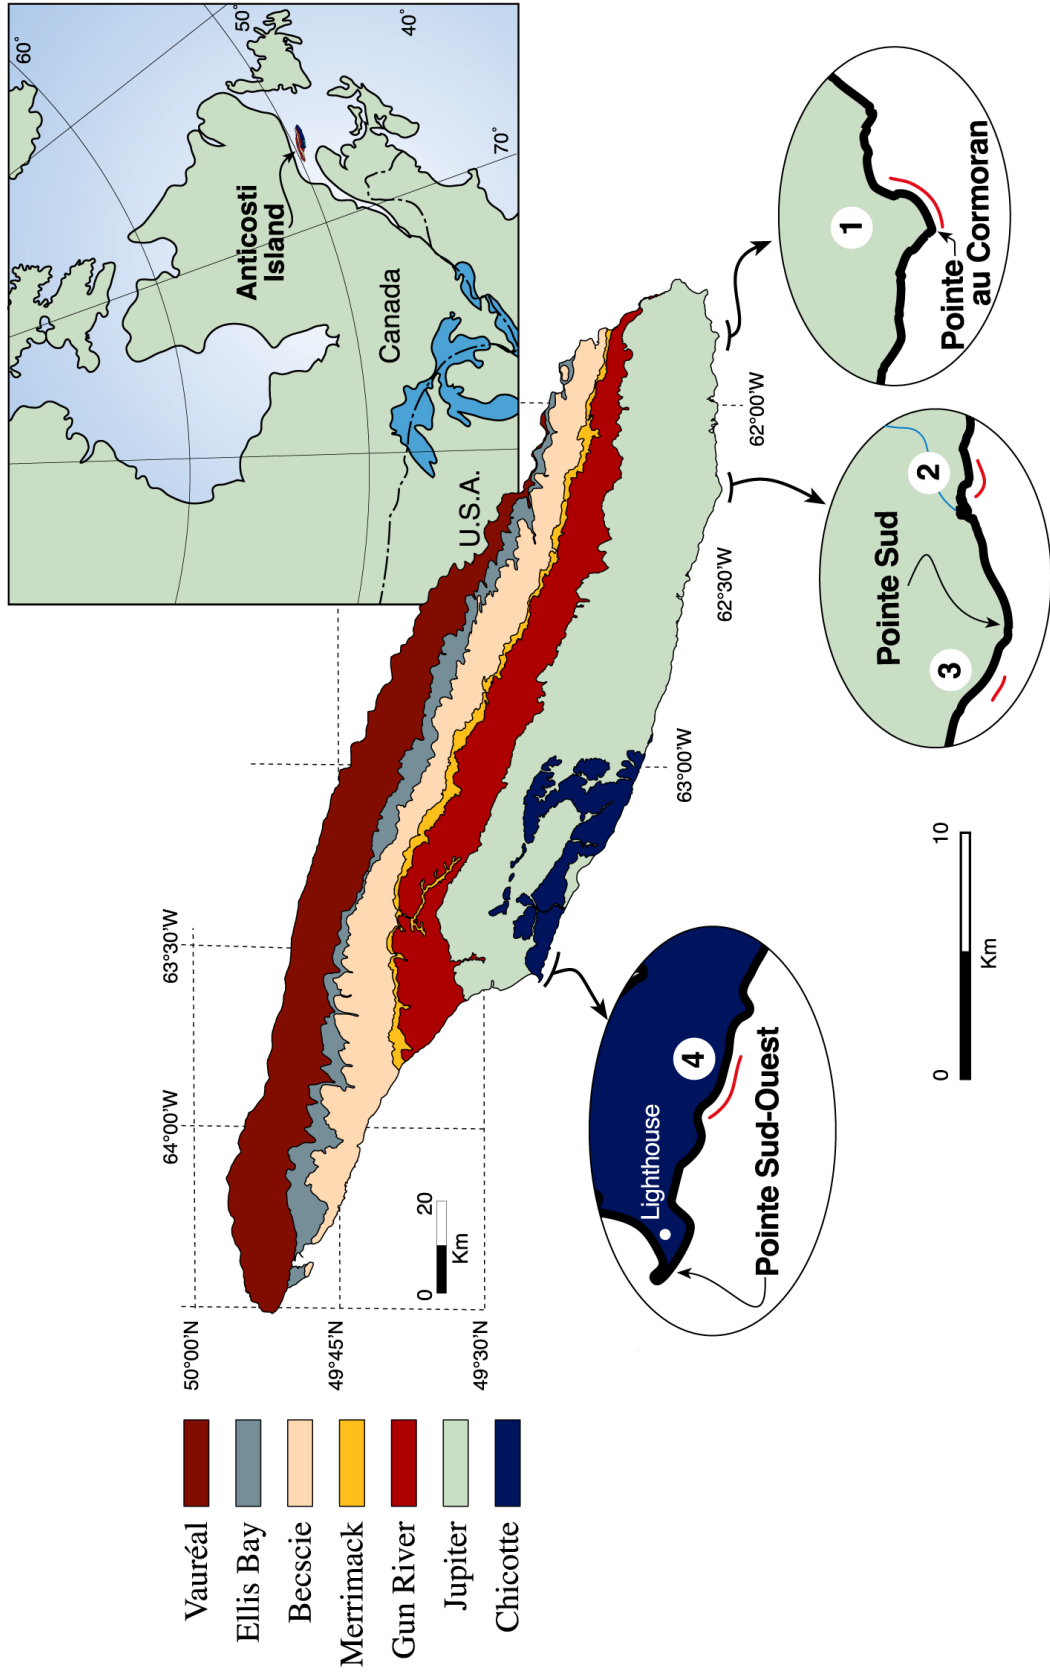 60°
50°
40°
70°
Anticosti
Island
Canada
U.S.A.
63°30'W
64°00'W
62°00'W
62°30'W
63°00'W
50°00'N
49°45'N
49°30'N
0
20
Km
Vauréal
Ellis Bay
Becscie
Merrimack
Gun River
Jupiter
Chicotte
4
Lighthouse
Pointe Sud-Ouest
3
Pointe Sud
2
1
Pointe
au Cormoran
0
10
Km